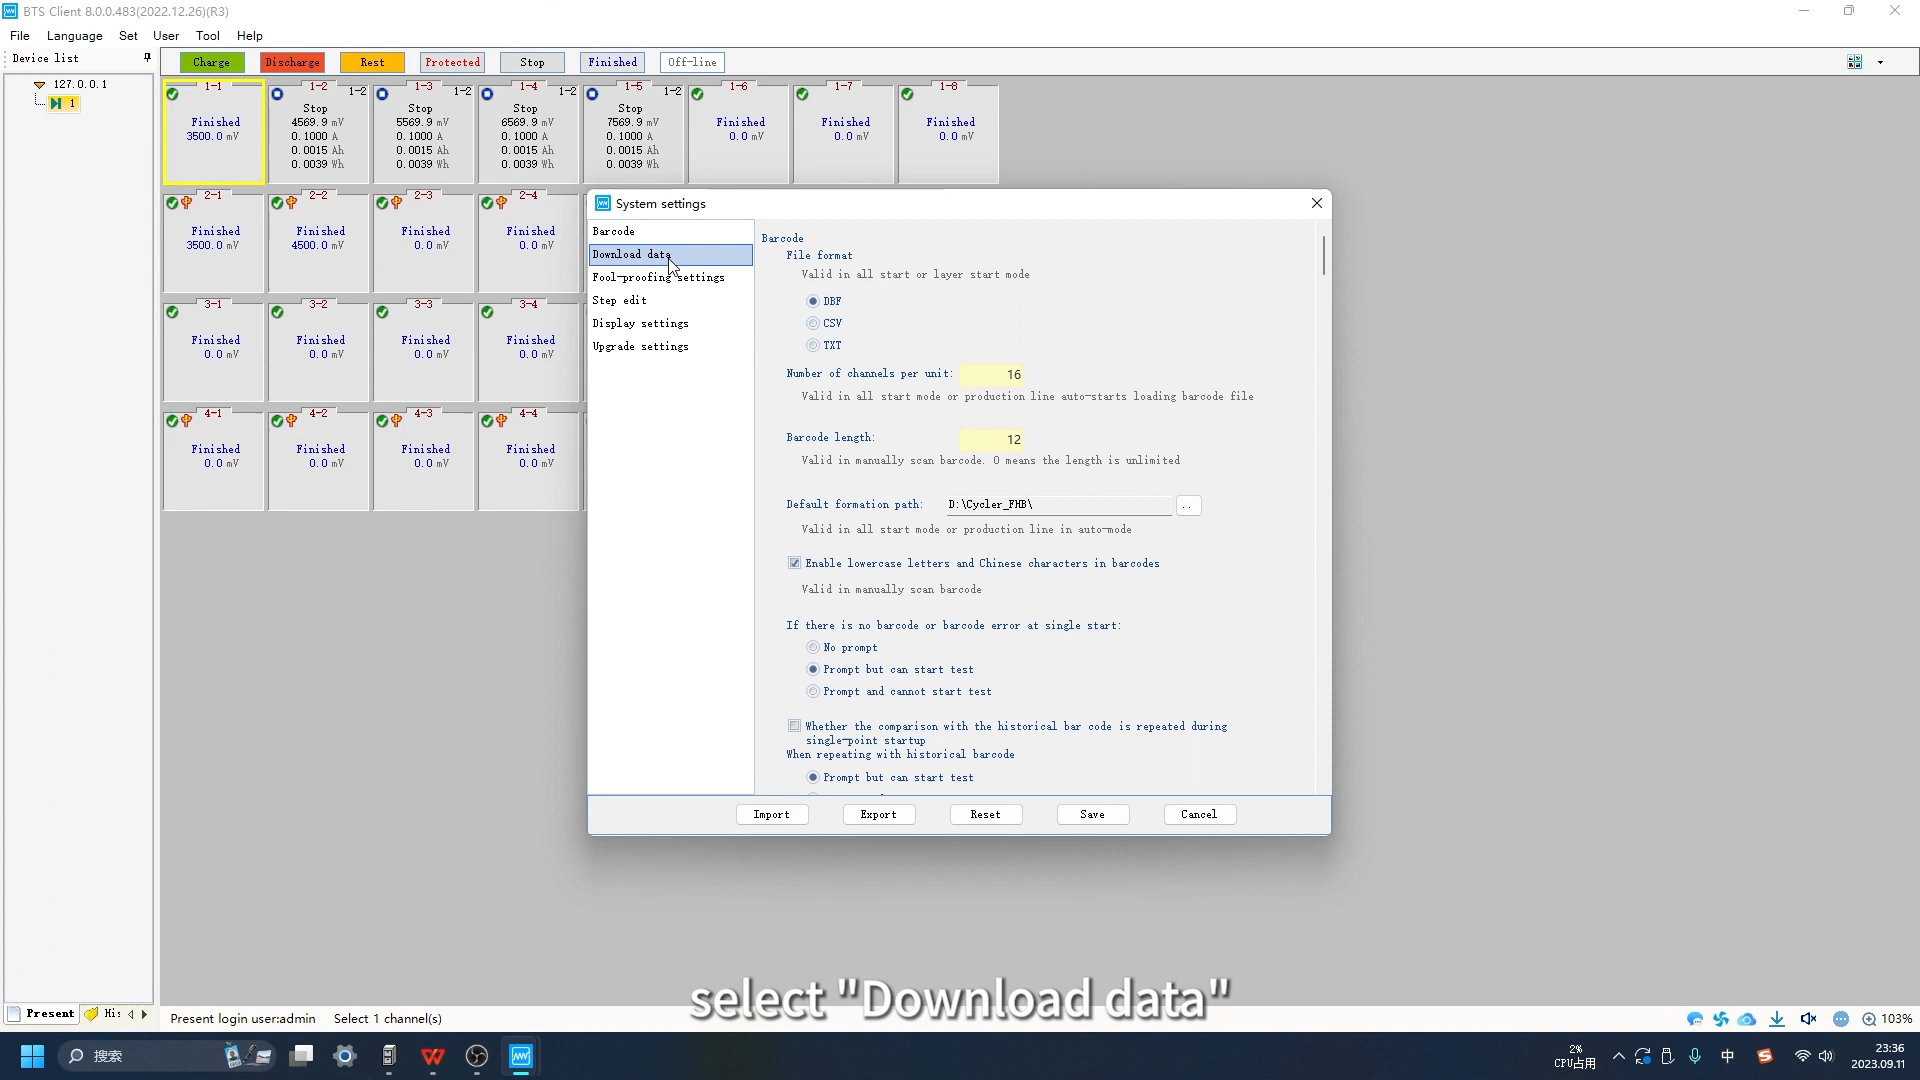 BTS Client 8.0.0.483(2022.12.26)(R3)
File Language Set User Tool Help
Device list
Charge Discharge Rest Protected Stop Finished Off-line
127.0.0.1
1
1-1
Finished
3500.0 mV
1-2 1-2
Stop
4569.9 mV
0.1000 A
0.0015 Ah
0.0039 Wh
1-3 1-2
Stop
5569.9 mV
0.1000 A
0.0015 Ah
0.0039 Wh
1-4 1-2
Stop
6569.9 mV
0.1000 A
0.0015 Ah
0.0039 Wh
1-5 1-2
Stop
7569.9 mV
0.1000 A
0.0015 Ah
0.0039 Wh
1-6
Finished
0.0 mV
1-7
Finished
0.0 mV
1-8
Finished
0.0 mV
2-1
Finished
3500.0 mV
2-2
Finished
4500.0 mV
2-3
Finished
0.0 mV
2-4
Finished
0.0 mV
3-1
Finished
0.0 mV
3-2
Finished
0.0 mV
3-3
Finished
0.0 mV
3-4
Finished
0.0 mV
4-1
Finished
0.0 mV
4-2
Finished
0.0 mV
4-3
Finished
0.0 mV
4-4
Finished
0.0 mV
System settings
Barcode
Download data
Fool-proofing settings
Step edit
Display settings
Upgrade settings
Barcode
File format
Valid in all start or layer start mode
DBF
CSV
TXT
Number of channels per unit: 16
Valid in all start mode or production line auto-starts loading barcode file
Barcode length: 12
Valid in manually scan barcode. 0 means the length is unlimited
Default formation path: D:\Cycler_FHB\ ..
Valid in all start mode or production line in auto-mode
Enable lowercase letters and Chinese characters in barcodes
Valid in manually scan barcode
If there is no barcode or barcode error at single start:
No prompt
Prompt but can start test
Prompt and cannot start test
Whether the comparison with the historical bar code is repeated during
single-point startup
When repeating with historical barcode
Prompt but can start test
Import Export Reset Save Cancel
select "Download data"
Present His
Present login user:admin Select 1 channel(s)
103%
搜索
2%
CPU占用
中
23:36
2023.09.11